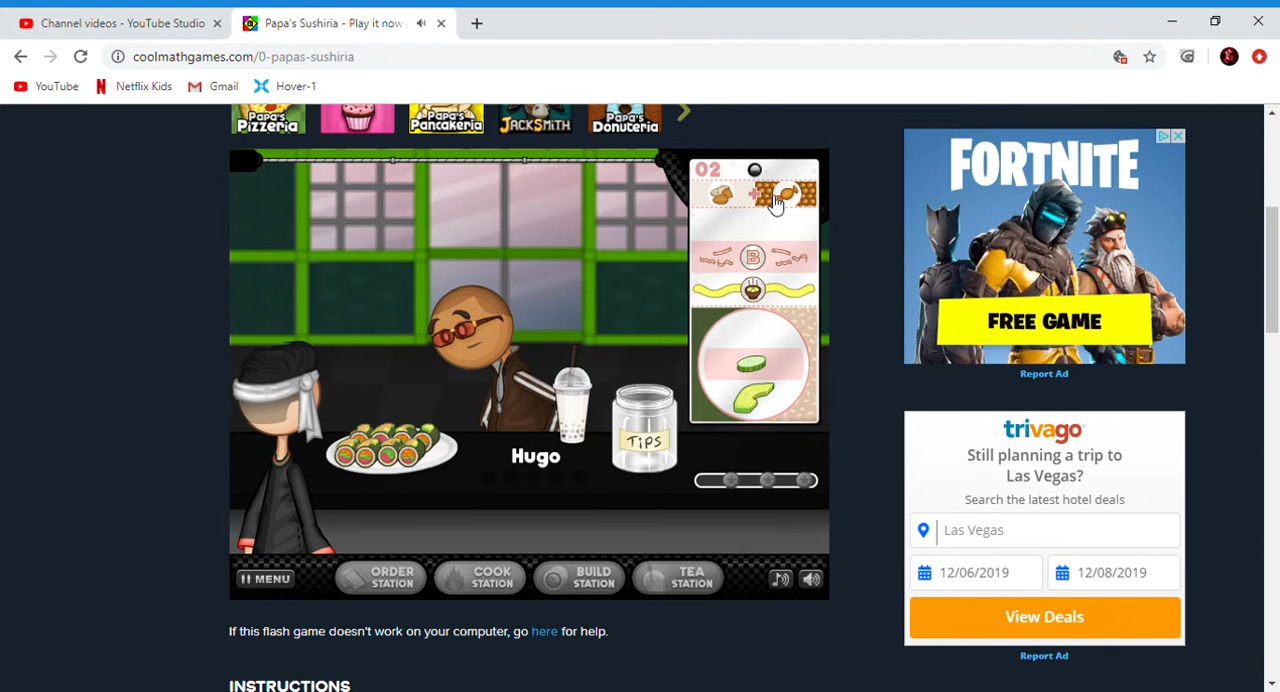 Channel videos - YouTube Studio
Papa's Sushiria - Play it now
coolmathgames.com/0-papas-sushiria
YouTube
Netflix Kids
Gmail
Hover-1
Papa's Pizzeria
Papa's Pancakeria
JACKSMITH
Papa's Donuteria
02
B
TIPS
Hugo
MENU
ORDER STATION
COOK STATION
BUILD STATION
TEA STATION
If this flash game doesn't work on your computer, go here for help.
INSTRUCTIONS
FORTNITE
FREE GAME
Report Ad
trivago
Still planning a trip to
Las Vegas?
Search the latest hotel deals
Las Vegas
12/06/2019
12/08/2019
View Deals
Report Ad